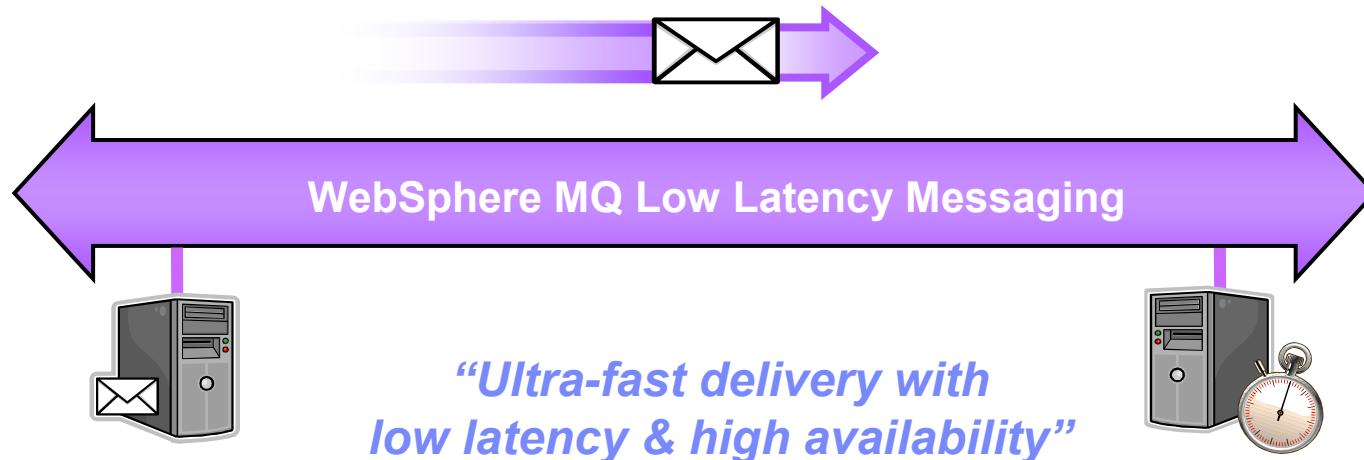 WebSphere MQ Low Latency Messaging
“Ultra-fast delivery with
low latency & high availability”